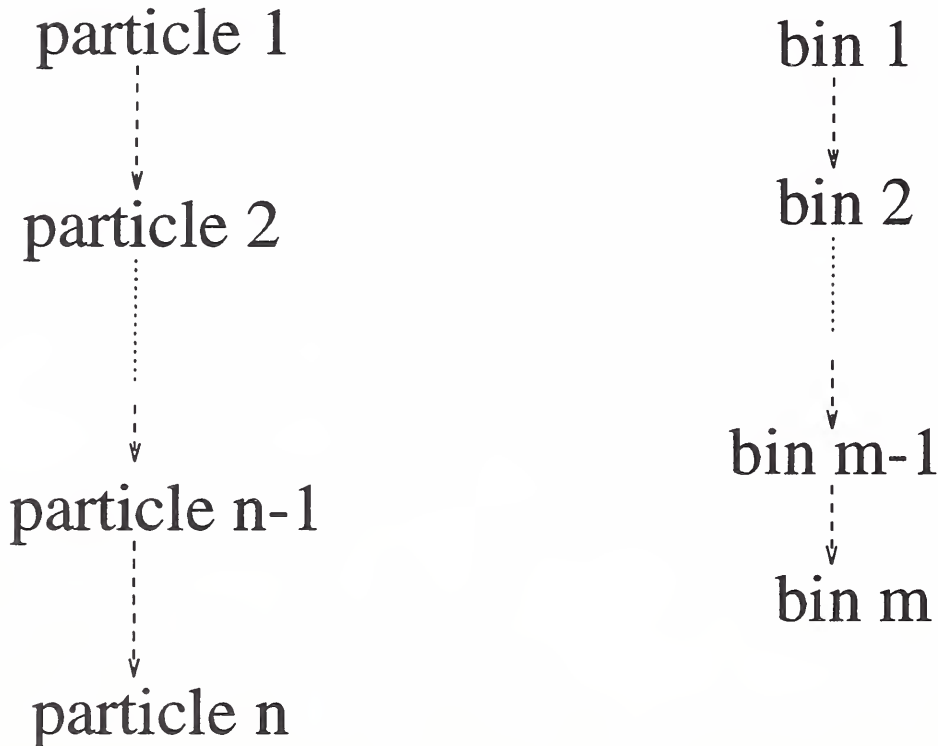 particle 1
particle 2
particle n-1
particle n
bin 1
bin 2
bin m-1
bin m